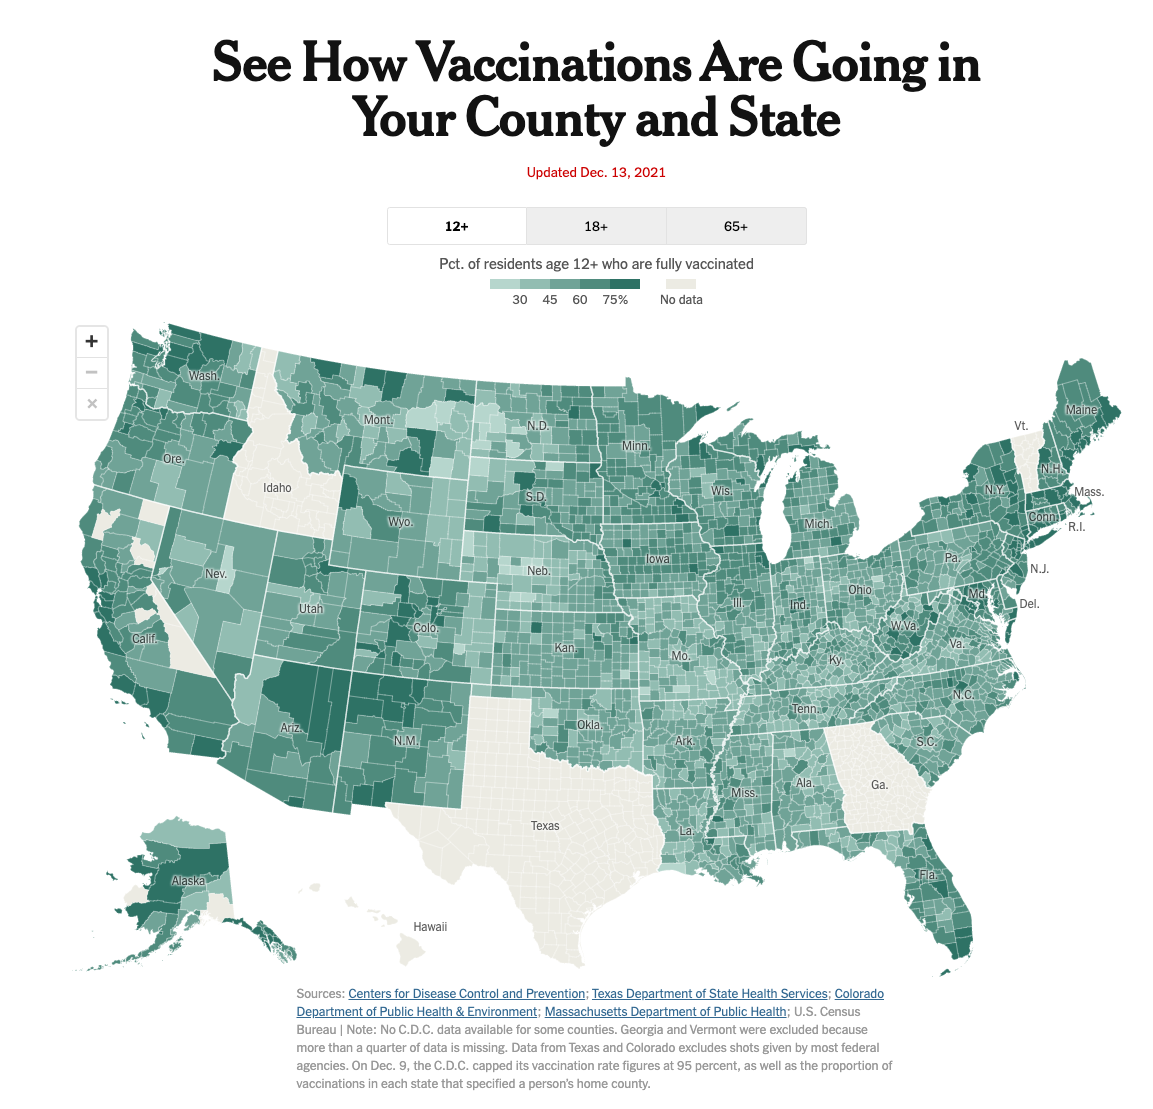 See How Vaccinations Are Going in
Your County and State
Updated Dec. 13, 2021
12+
18+
65+
Pct. of residents age 12+ who are fully vaccinated
30 45 60 75%
No data
+
−
×
Wash.
Mont.
N.D.
Minn.
Maine
Vt.
Ore.
Idaho
S.D.
Wis.
N.Y.
N.H.
Mass.
Wyo.
Mich.
Conn.
R.I.
Nev.
Neb.
Iowa
Pa.
N.J.
Utah
Colo.
Ill.
Ind.
Ohio
Md.
Del.
Calif.
Kan.
Mo.
Ky.
W.Va.
Va.
Ariz.
N.M.
Okla.
Ark.
Tenn.
N.C.
S.C.
Texas
La.
Miss.
Ala.
Ga.
Fla.
Alaska
Hawaii
Sources: Centers for Disease Control and Prevention; Texas Department of State Health Services; Colorado
Department of Public Health & Environment; Massachusetts Department of Public Health; U.S. Census
Bureau | Note: No C.D.C. data available for some counties. Georgia and Vermont were excluded because
more than a quarter of data is missing. Data from Texas and Colorado excludes shots given by most federal
agencies. On Dec. 9, the C.D.C. capped its vaccination rate figures at 95 percent, as well as the proportion of
vaccinations in each state that specified a person's home county.